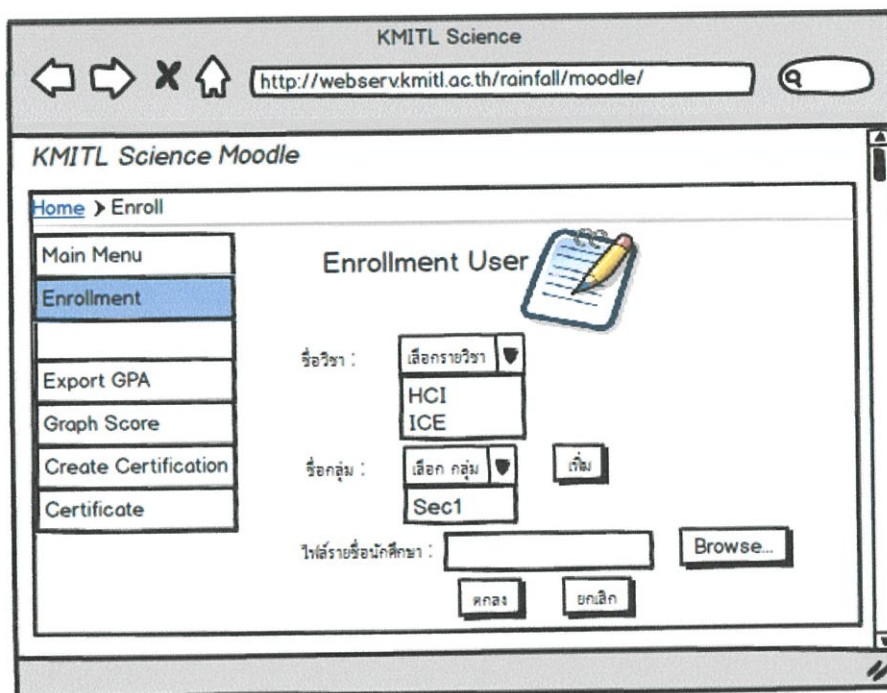 KMITL Science
http://webserv.kmitl.ac.th/rainfall/moodle/
KMITL Science Moodle
Home > Enroll
Main Menu
Enrollment
Export GPA
Graph Score
Create Certification
Certificate
Enrollment User
ชื่อวิชา : เลือกรายวิชา
HCI
ICE
ชื่อกลุ่ม : เลือก กลุ่ม เพิ่ม
Sec1
ไฟล์รายชื่อนักศึกษา : Browse...
ตกลง ยกเลิก